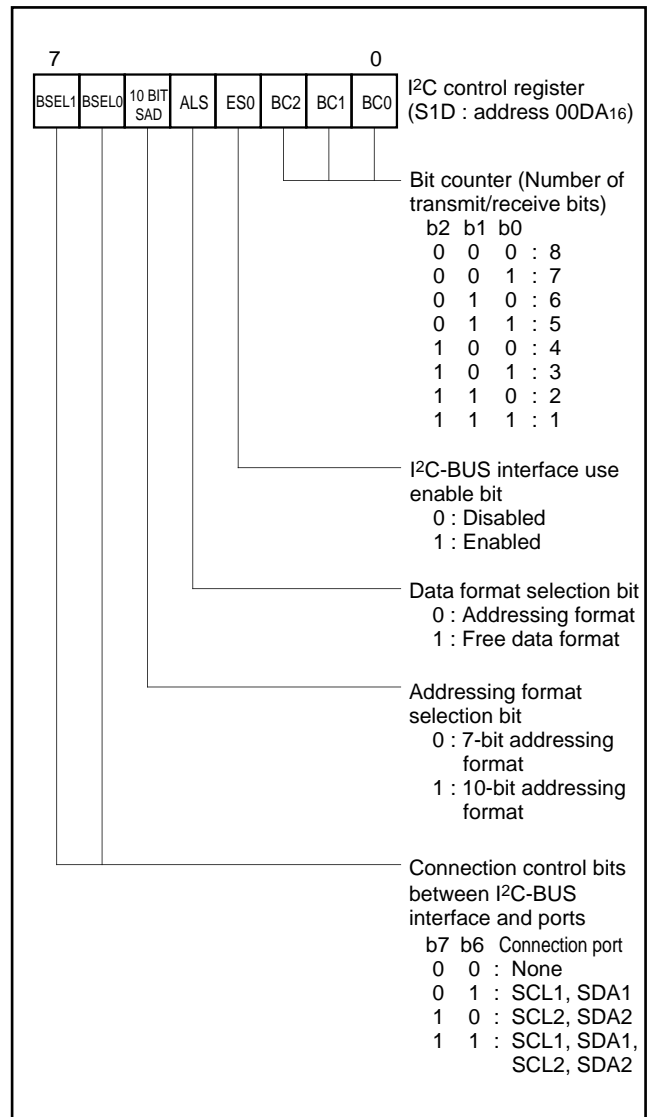 7 0
BSEL1 BSEL0 10 BIT SAD ALS ES0 BC2 BC1 BC0
I2C control register
(S1D : address 00DA16)
Bit counter (Number of
transmit/receive bits)
b2 b1 b0
0 0 0 : 8
0 0 1 : 7
0 1 0 : 6
0 1 1 : 5
1 0 0 : 4
1 0 1 : 3
1 1 0 : 2
1 1 1 : 1
I2C-BUS interface use
enable bit
0 : Disabled
1 : Enabled
Data format selection bit
0 : Addressing format
1 : Free data format
Addressing format
selection bit
0 : 7-bit addressing
format
1 : 10-bit addressing
format
Connection control bits
between I2C-BUS
interface and ports
b7 b6 Connection port
0 0 : None
0 1 : SCL1, SDA1
1 0 : SCL2, SDA2
1 1 : SCL1, SDA1,
SCL2, SDA2